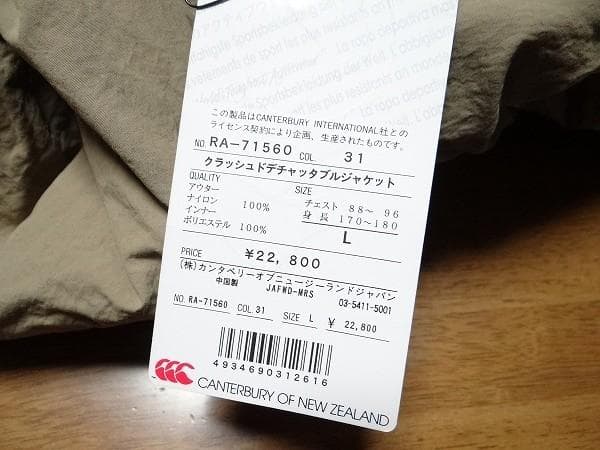 この製品はCANTERBURY INTERNATIONAL社との
ライセンス契約により企画、生産されたものです。
NO. RA-71560 COL. 31
クラッシュドデチャッタブルジャケット
QUALITY SIZE
アウター チェスト 88～ 96
ナイロン 100% 身長 170～180
インナー L
ポリエステル 100%
PRICE ¥22,800
(株)カンタベリーオブニュージーランドジャパン
中国製 JAFWD-MRS 03-5411-5001
NO. RA-71560 COL. 31 SIZE L ¥ 22,800
4934690312616
CANTERBURY OF NEW ZEALAND